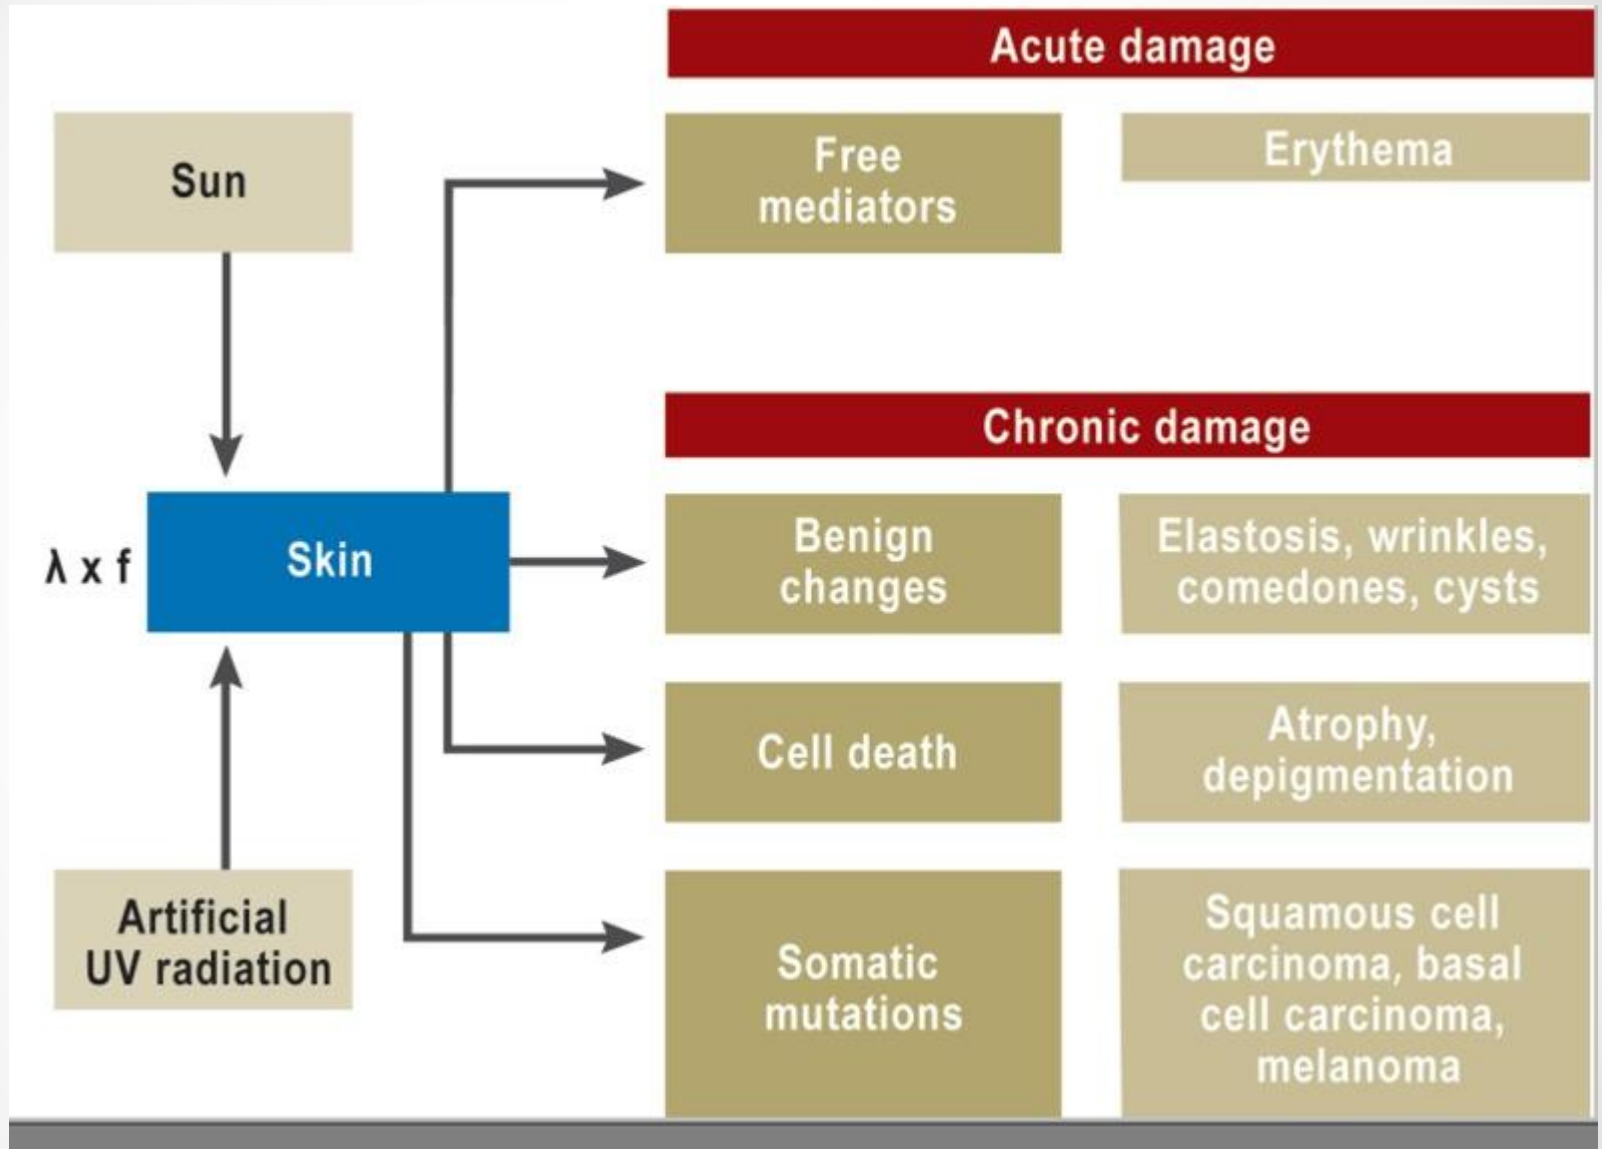 Acute damage
Sun
Free
mediators
Erythema
Chronic damage
λ x f
Skin
Benign
changes
Elastosis, wrinkles,
comedones, cysts
Cell death
Atrophy,
depigmentation
Artificial
UV radiation
Somatic
mutations
Squamous cell
carcinoma, basal
cell carcinoma,
melanoma